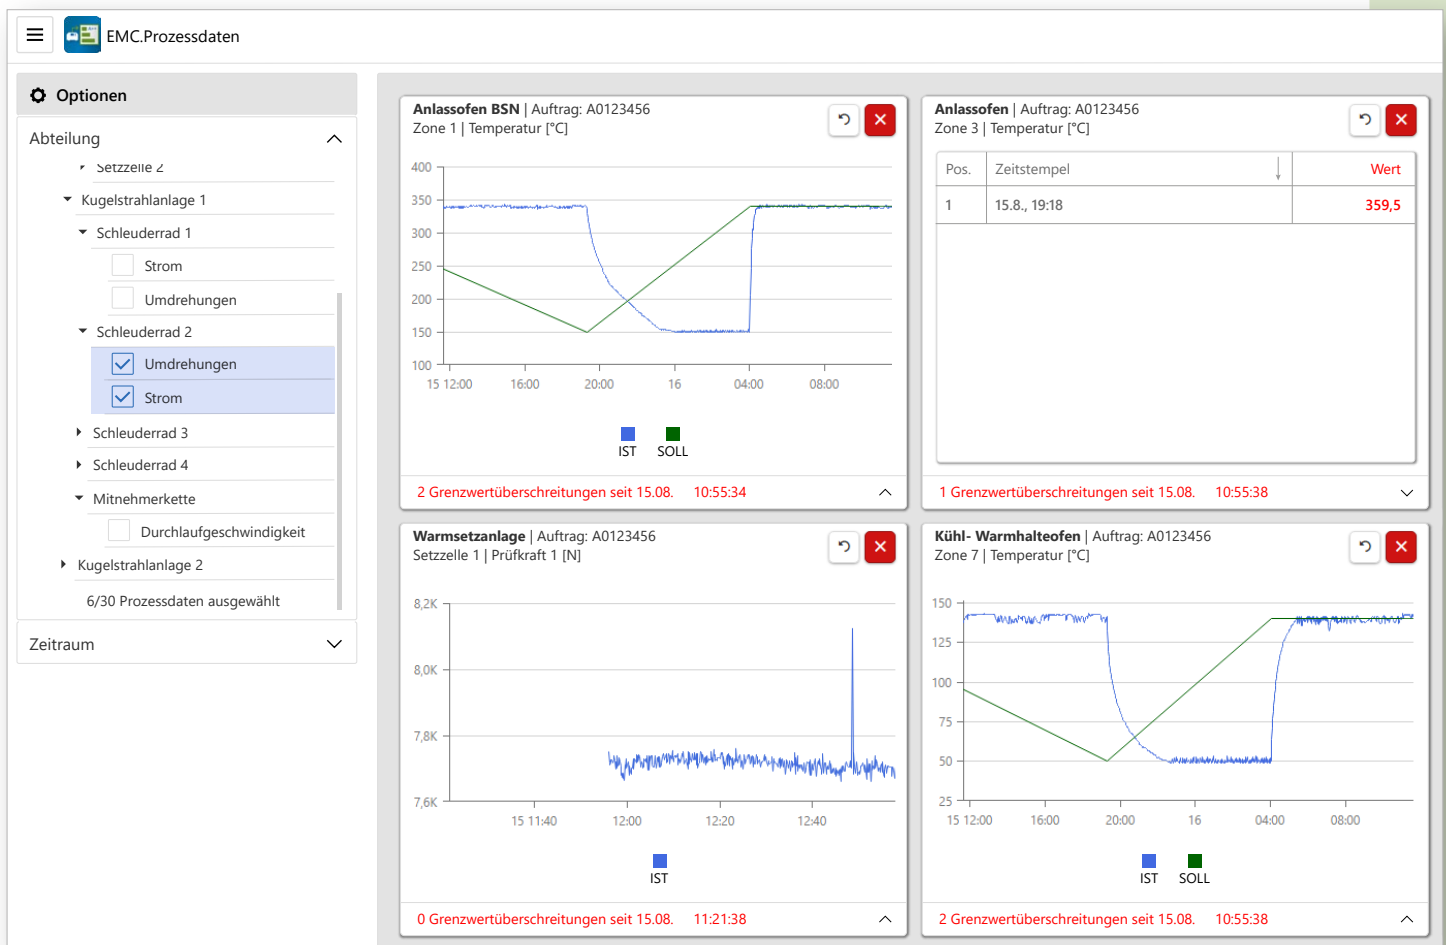 EMC.Prozessdaten
Optionen
Abteilung
Setzzelle 2
Kugelstrahlanlage 1
Schleuderrad 1
Strom
Umdrehungen
Schleuderrad 2
Umdrehungen
Strom
Schleuderrad 3
Schleuderrad 4
Mitnehmerkette
Durchlaufgeschwindigkeit
Kugelstrahlanlage 2
6/30 Prozessdaten ausgewählt
Zeitraum
Anlassofen BSN | Auftrag: A0123456
Zone 1 | Temperatur [°C]
400
350
300
250
200
150
100
15 12:00 16:00 20:00 16 04:00 08:00
IST SOLL
2 Grenzwertüberschreitungen seit 15.08. 10:55:34
Anlassofen | Auftrag: A0123456
Zone 3 | Temperatur [°C]
Pos. Zeitstempel ↓ Wert
1 15.8., 19:18 359,5
1 Grenzwertüberschreitungen seit 15.08. 10:55:38
Warmsetzanlage | Auftrag: A0123456
Setzzelle 1 | Prüfkraft 1 [N]
8,2K
8,0K
7,8K
7,6K
15 11:40 12:00 12:20 12:40
IST
0 Grenzwertüberschreitungen seit 15.08. 11:21:38
Kühl- Warmhalteofen | Auftrag: A0123456
Zone 7 | Temperatur [°C]
150
125
100
75
50
25
15 12:00 16:00 20:00 16 04:00 08:00
IST SOLL
2 Grenzwertüberschreitungen seit 15.08. 10:55:38